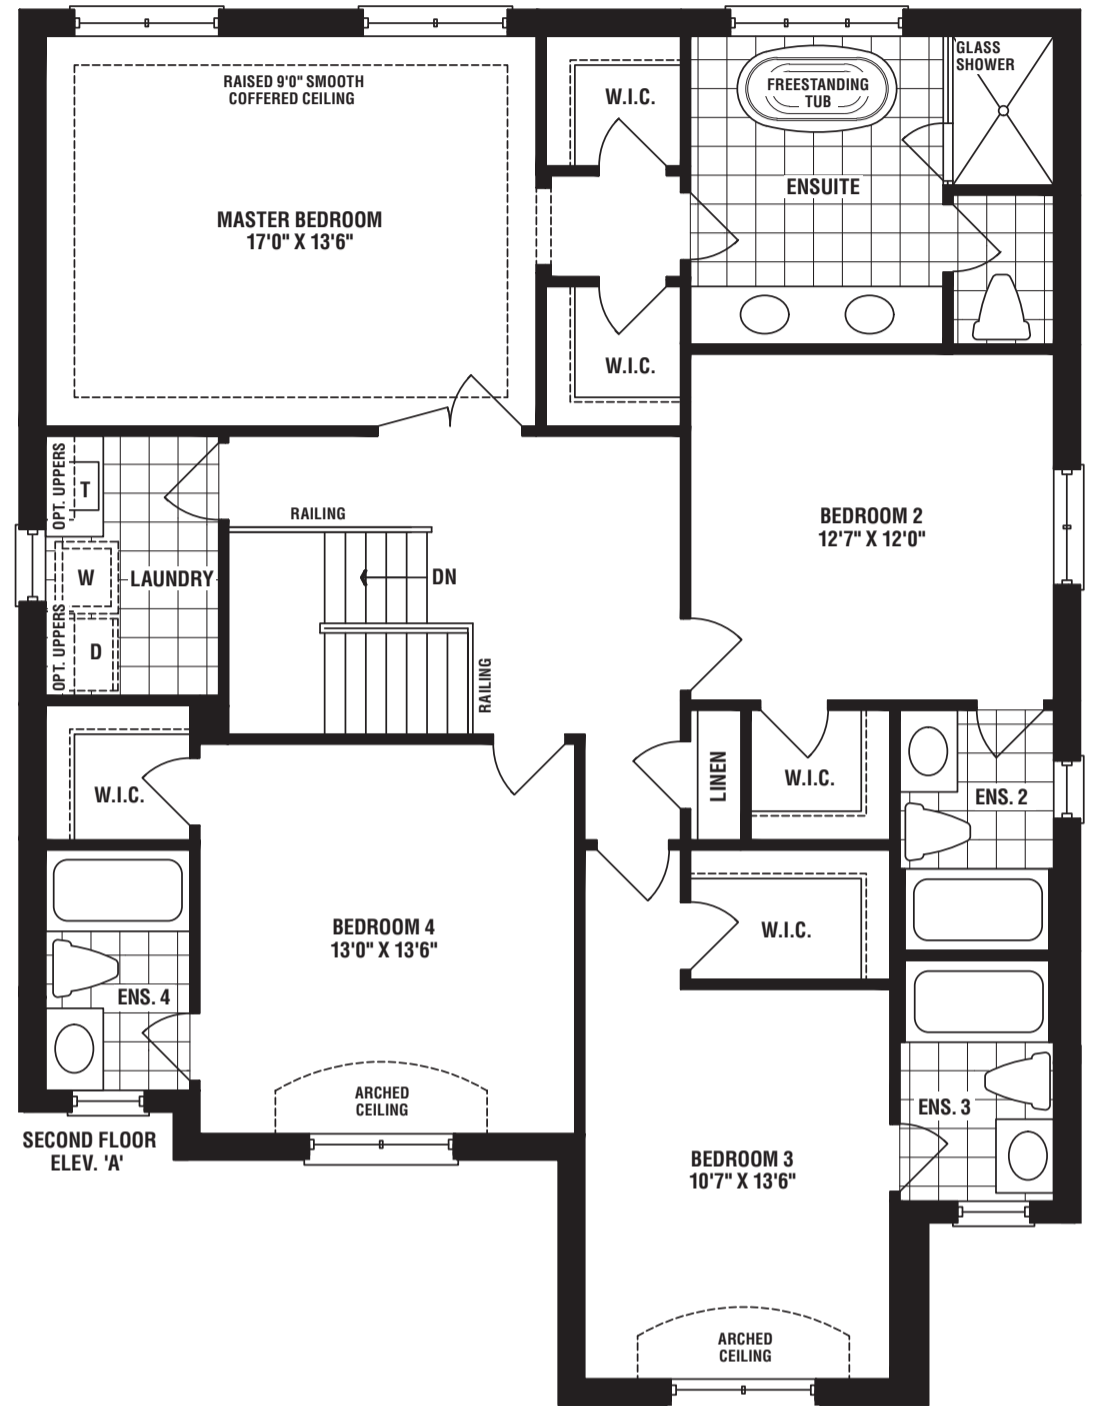 RAISED 9'0" SMOOTH
COFFERED CEILING
MASTER BEDROOM
17'0" X 13'6"
W.I.C.
FREESTANDING
TUB
GLASS
SHOWER
ENSUITE
W.I.C.
OPT. UPPERS
T
W
LAUNDRY
OPT. UPPERS
D
RAILING
DN
RAILING
BEDROOM 2
12'7" X 12'0"
W.I.C.
LINEN
W.I.C.
ENS. 2
W.I.C.
BEDROOM 4
13'0" X 13'6"
ENS. 4
ARCHED
CEILING
SECOND FLOOR
ELEV. 'A'
ENS. 3
BEDROOM 3
10'7" X 13'6"
ARCHED
CEILING